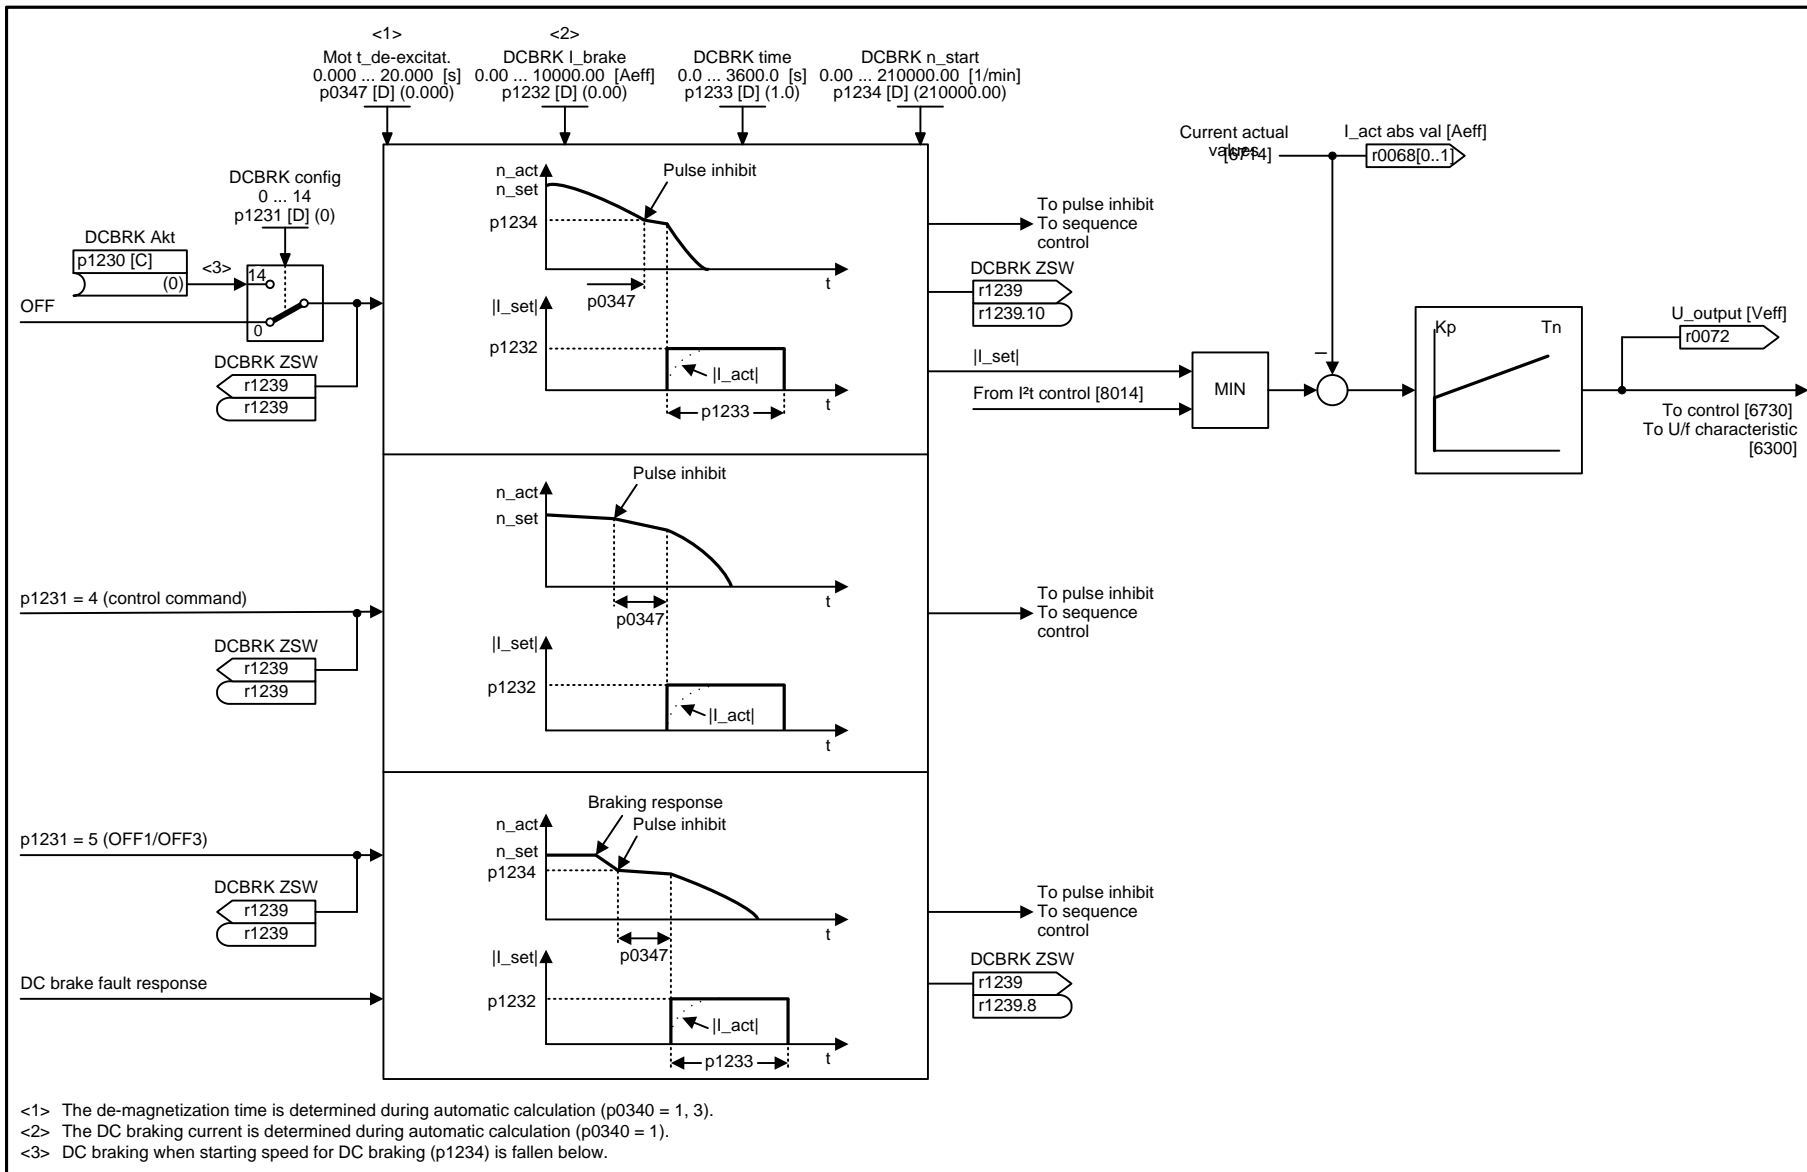 <1>
Mot t_de-excitat.
0.000 ... 20.000 [s]
p0347 [D] (0.000)
<2>
DCBRK I_brake
0.00 ... 10000.00 [Aeff]
p1232 [D] (0.00)
DCBRK time
0.0 ... 3600.0 [s]
p1233 [D] (1.0)
DCBRK n_start
0.00 ... 210000.00 [1/min]
p1234 [D] (210000.00)
Current actual
values
[6714]
I_act abs val [Aeff]
r0068[0..1]
DCBRK config
0 ... 14
p1231 [D] (0)
DCBRK Akt
p1230 [C]
(0)
<3>
14
0
OFF
DCBRK ZSW
r1239
r1239
n_act
n_set
p1234
Pulse inhibit
t
p0347
|I_set|
p1232
|I_act|
t
p1233
To pulse inhibit
To sequence
control
DCBRK ZSW
r1239
r1239.10
|I_set|
From I²t control [8014]
MIN
–
Kp
Tn
U_output [Veff]
r0072
To control [6730]
To U/f characteristic
[6300]
p1231 = 4 (control command)
DCBRK ZSW
r1239
r1239
n_act
n_set
Pulse inhibit
t
p0347
|I_set|
p1232
|I_act|
t
To pulse inhibit
To sequence
control
p1231 = 5 (OFF1/OFF3)
DCBRK ZSW
r1239
r1239
DC brake fault response
Braking response
Pulse inhibit
n_act
n_set
p1234
t
p0347
|I_set|
p1232
|I_act|
t
p1233
To pulse inhibit
To sequence
control
DCBRK ZSW
r1239
r1239.8
<1> The de-magnetization time is determined during automatic calculation (p0340 = 1, 3).
<2> The DC braking current is determined during automatic calculation (p0340 = 1).
<3> DC braking when starting speed for DC braking (p1234) is fallen below.